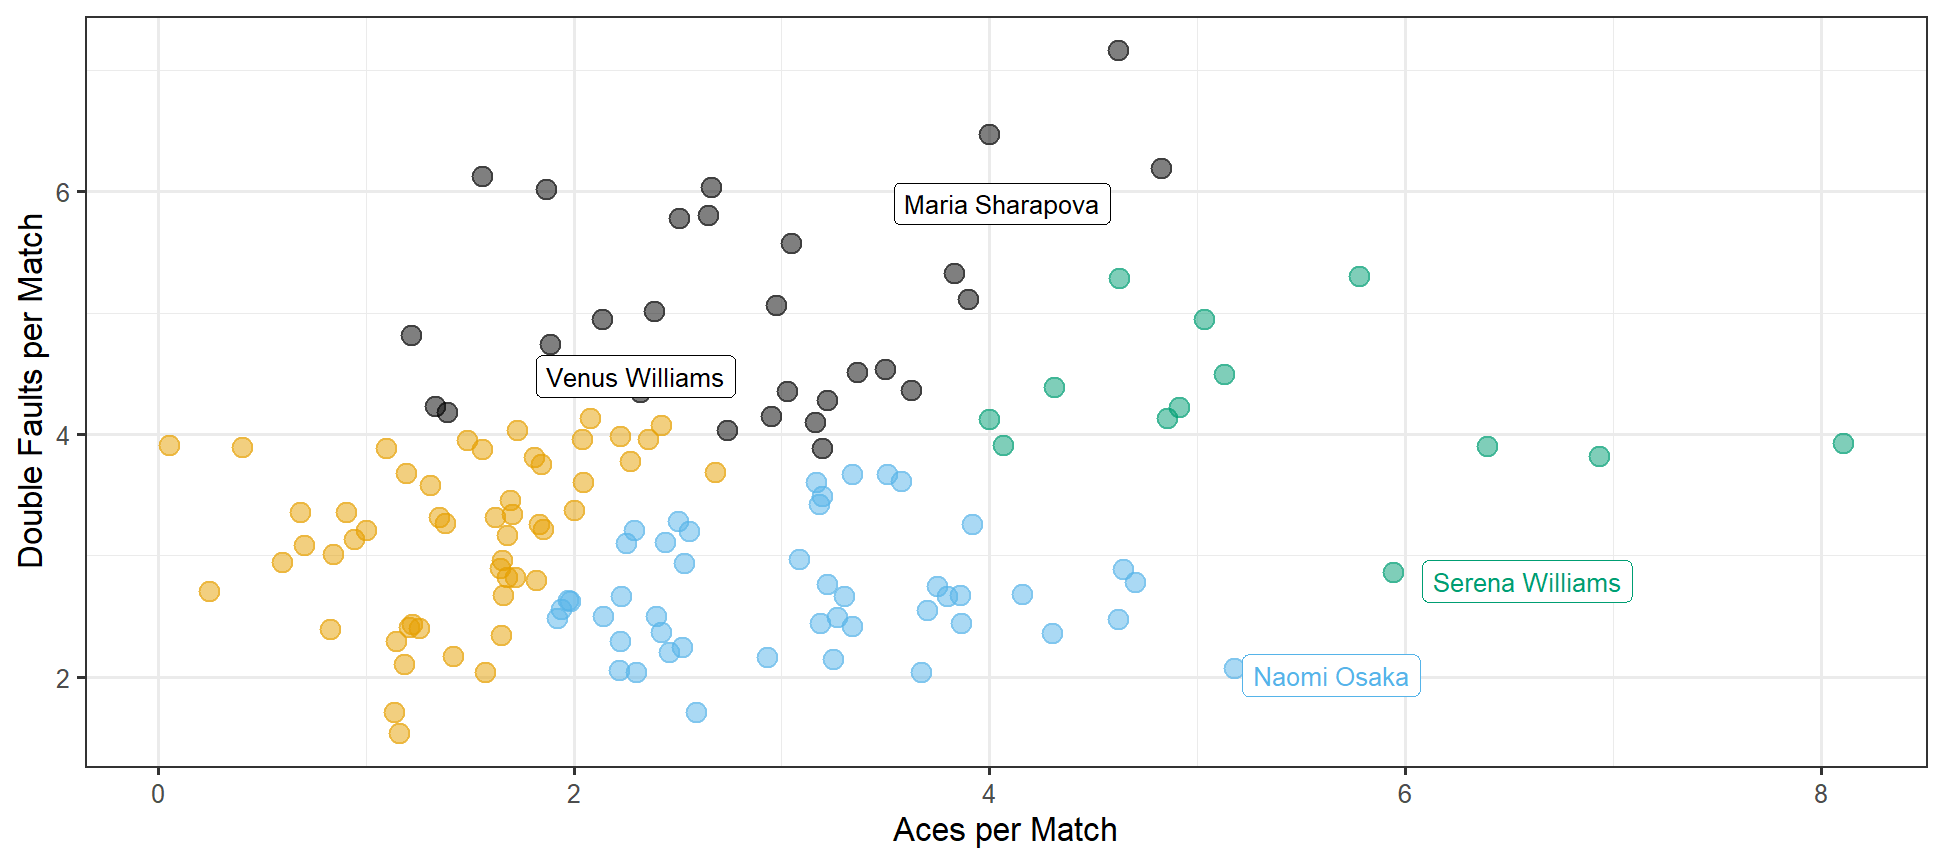 Double Faults per Match
6
4
2
Maria Sharapova
Venus Williams
Serena Williams
Naomi Osaka
0 2 4 6 8
Aces per Match